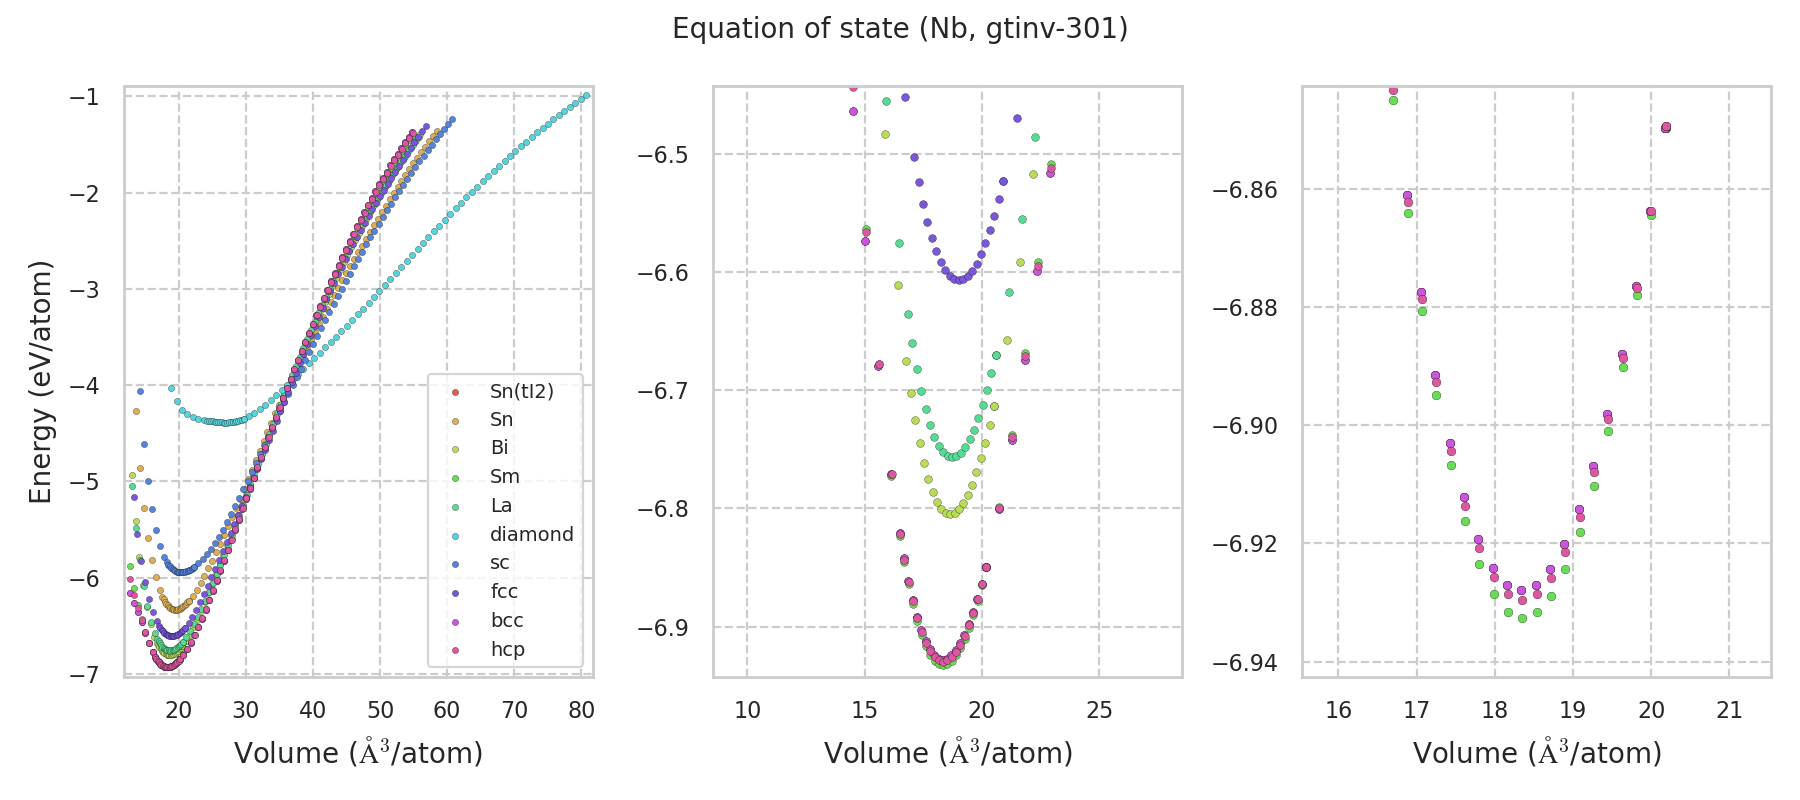 Equation of state (Nb, gtinv-301)
Energy (eV/atom)
−1
−2
−3
−4
−5
−6
−7
20 30 40 50 60 70 80
Volume (Å³/atom)
Sn(tI2)
Sn
Bi
Sm
La
diamond
sc
fcc
bcc
hcp
−6.5
−6.6
−6.7
−6.8
−6.9
10 15 20 25
Volume (Å³/atom)
−6.86
−6.88
−6.90
−6.92
−6.94
16 17 18 19 20 21
Volume (Å³/atom)